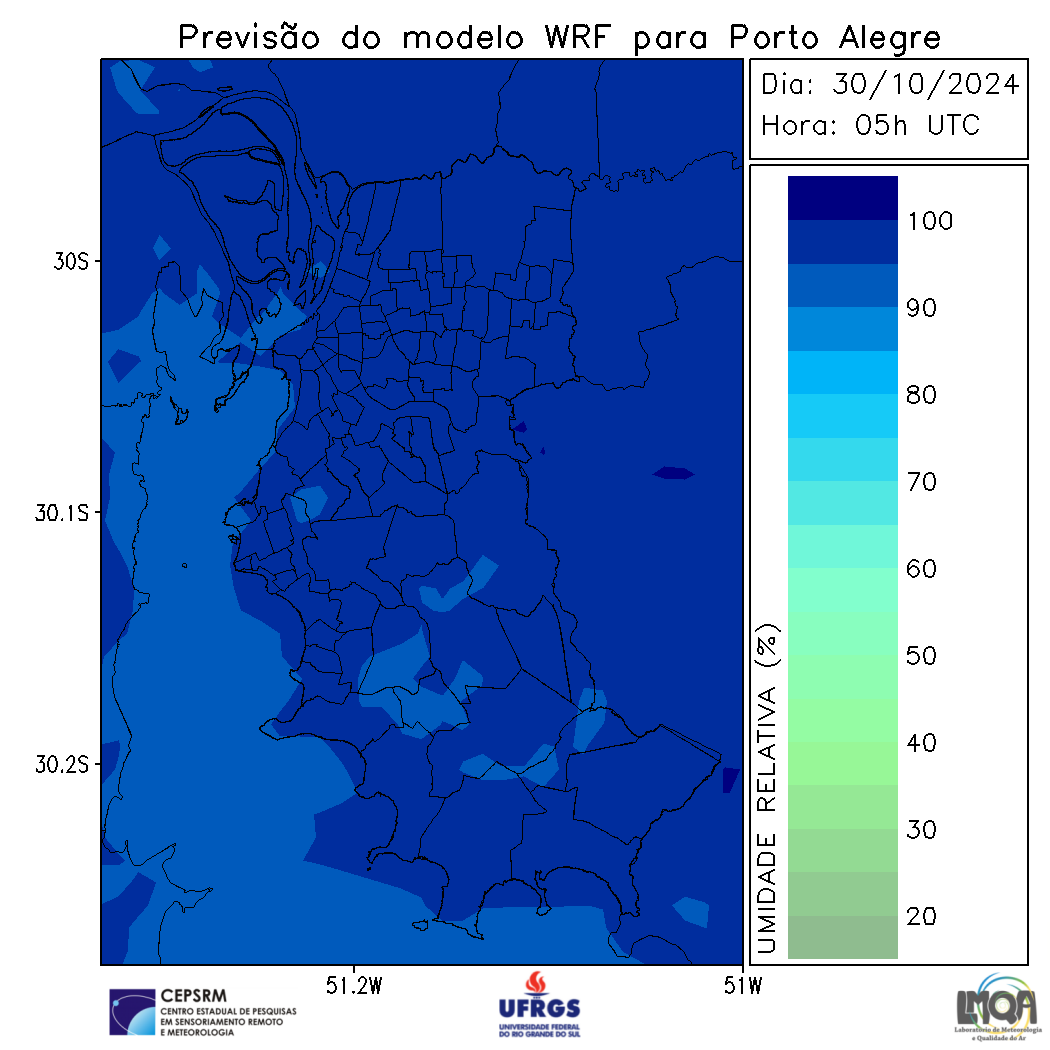 Previsão do modelo WRF para Porto Alegre
Dia: 30/10/2024
Hora: 05h UTC
30S
30.1S
30.2S
51.2W
51W
UMIDADE RELATIVA (%)
100
90
80
70
60
50
40
30
20
CEPSRM
CENTRO ESTADUAL DE PESQUISAS
EM SENSORIAMENTO REMOTO
E METEOROLOGIA
UFRGS
UNIVERSIDADE FEDERAL
DO RIO GRANDE DO SUL
LMQA
Laboratório de Meteorologia
e Qualidade do Ar